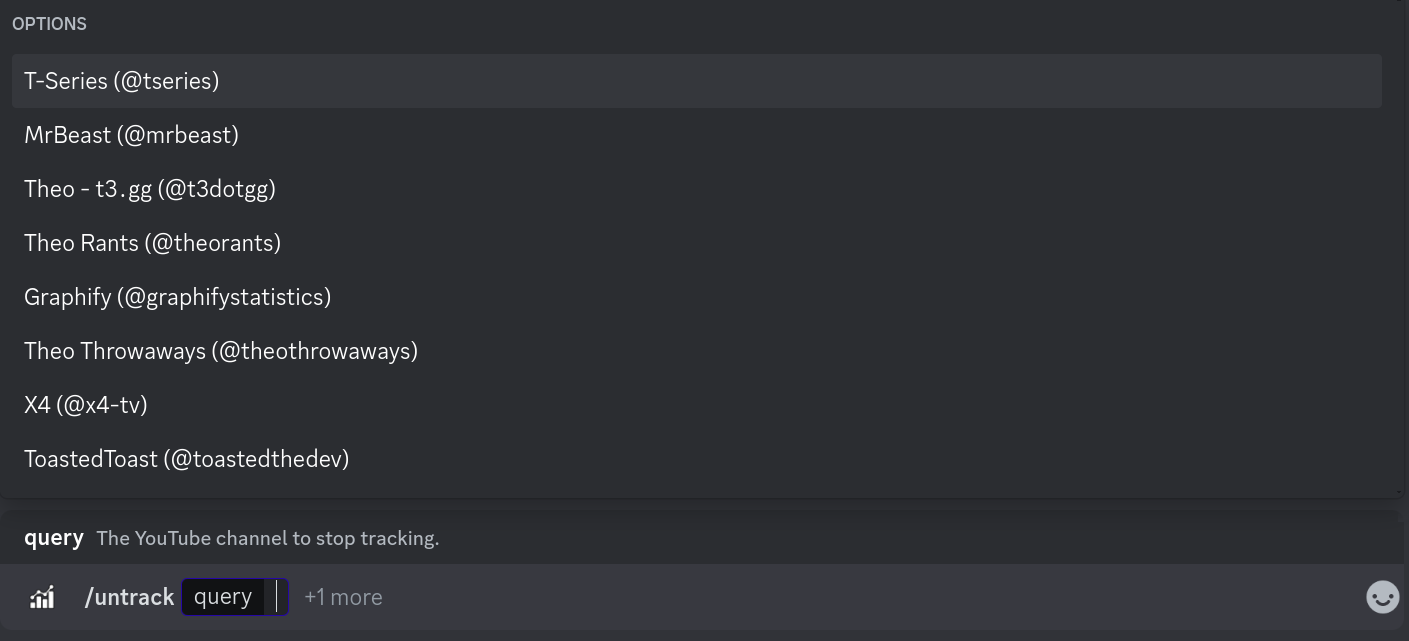 OPTIONS
T-Series (@tseries)
MrBeast (@mrbeast)
Theo - t3.gg (@t3dotgg)
Theo Rants (@theorants)
Graphify (@graphifystatistics)
Theo Throwaways (@theothrowaways)
X4 (@x4-tv)
ToastedToast (@toastedthedev)
query The YouTube channel to stop tracking.
/untrack query +1 more